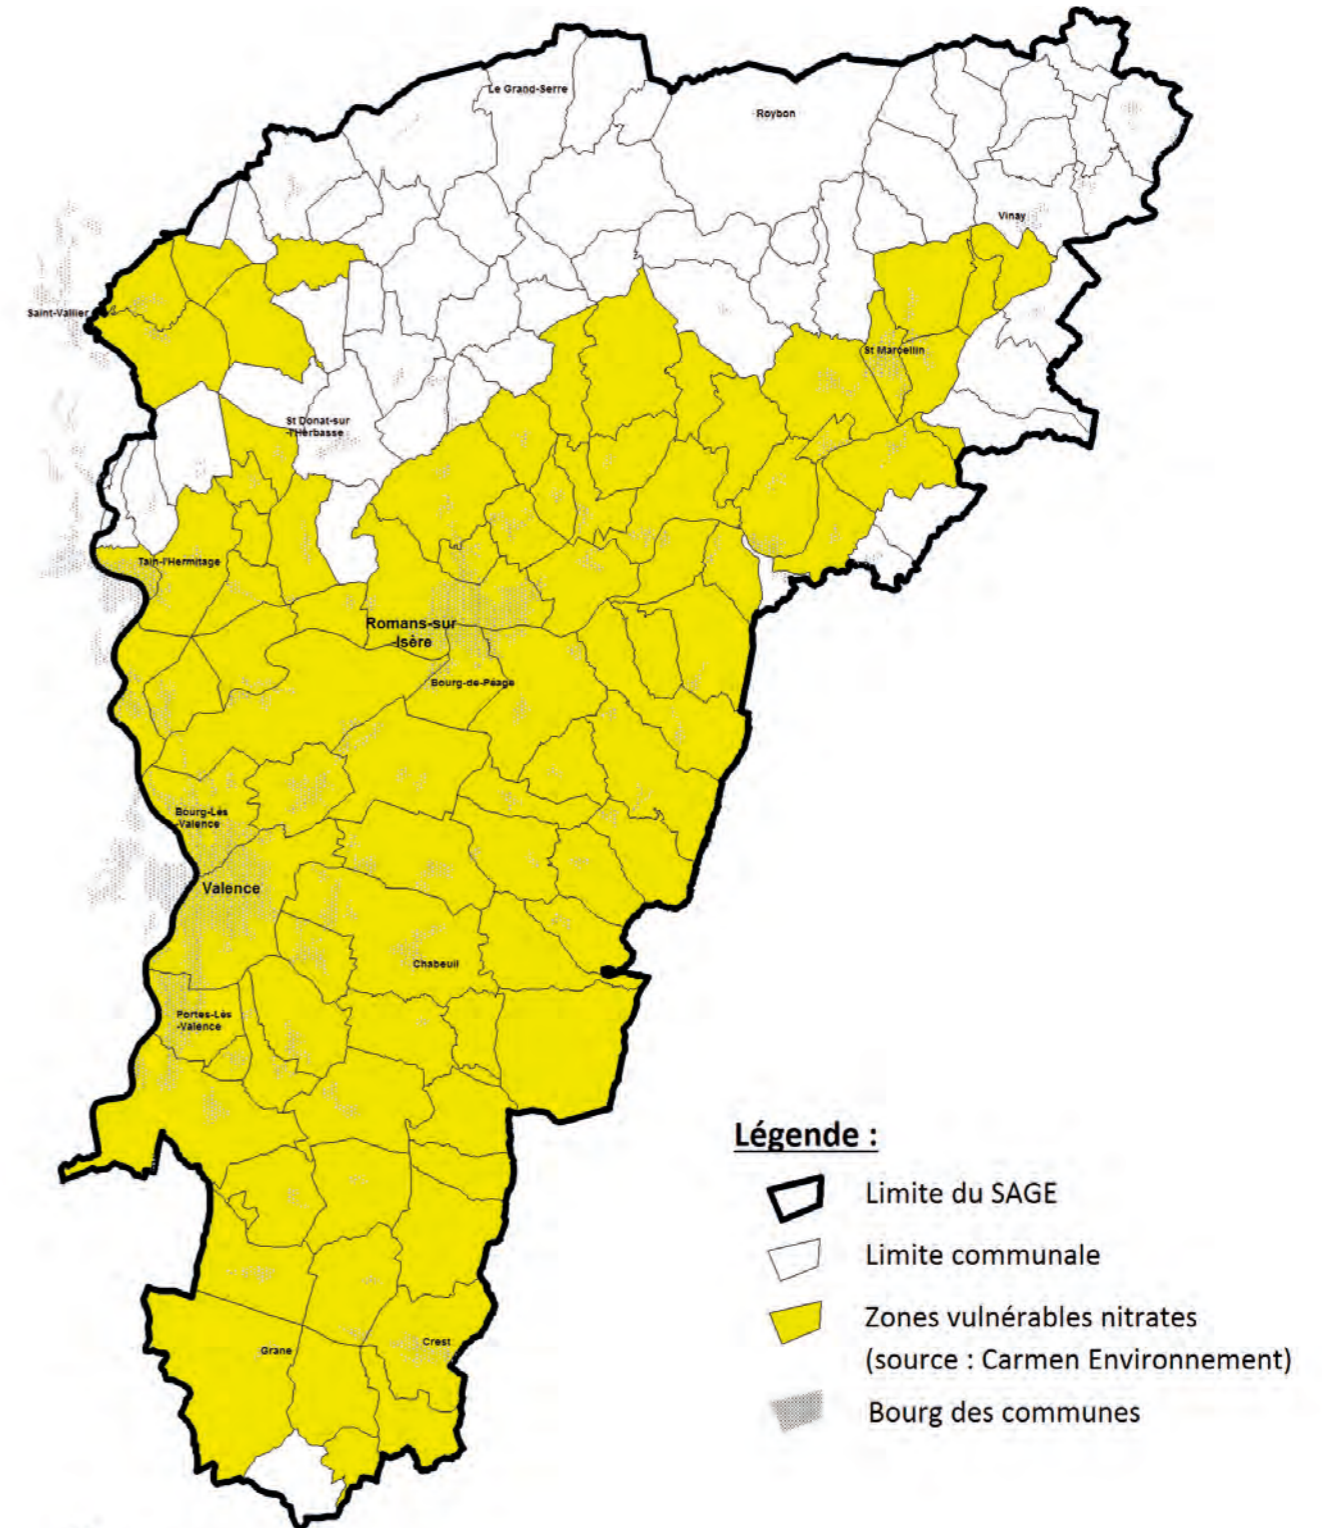 Le Grand-Serre
Roybon
Vinay
Saint-Vallier
St Marcellin
St Donat-sur
-l'Herbasse
Tain-l'Hermitage
Romans-sur
-Isère
Bourg-de-Péage
Bourg-Lès
-Valence
Valence
Chabeuil
Portes-Lès
-Valence
Crest
Grane
Légende :
Limite du SAGE
Limite communale
Zones vulnérables nitrates
(source : Carmen Environnement)
Bourg des communes